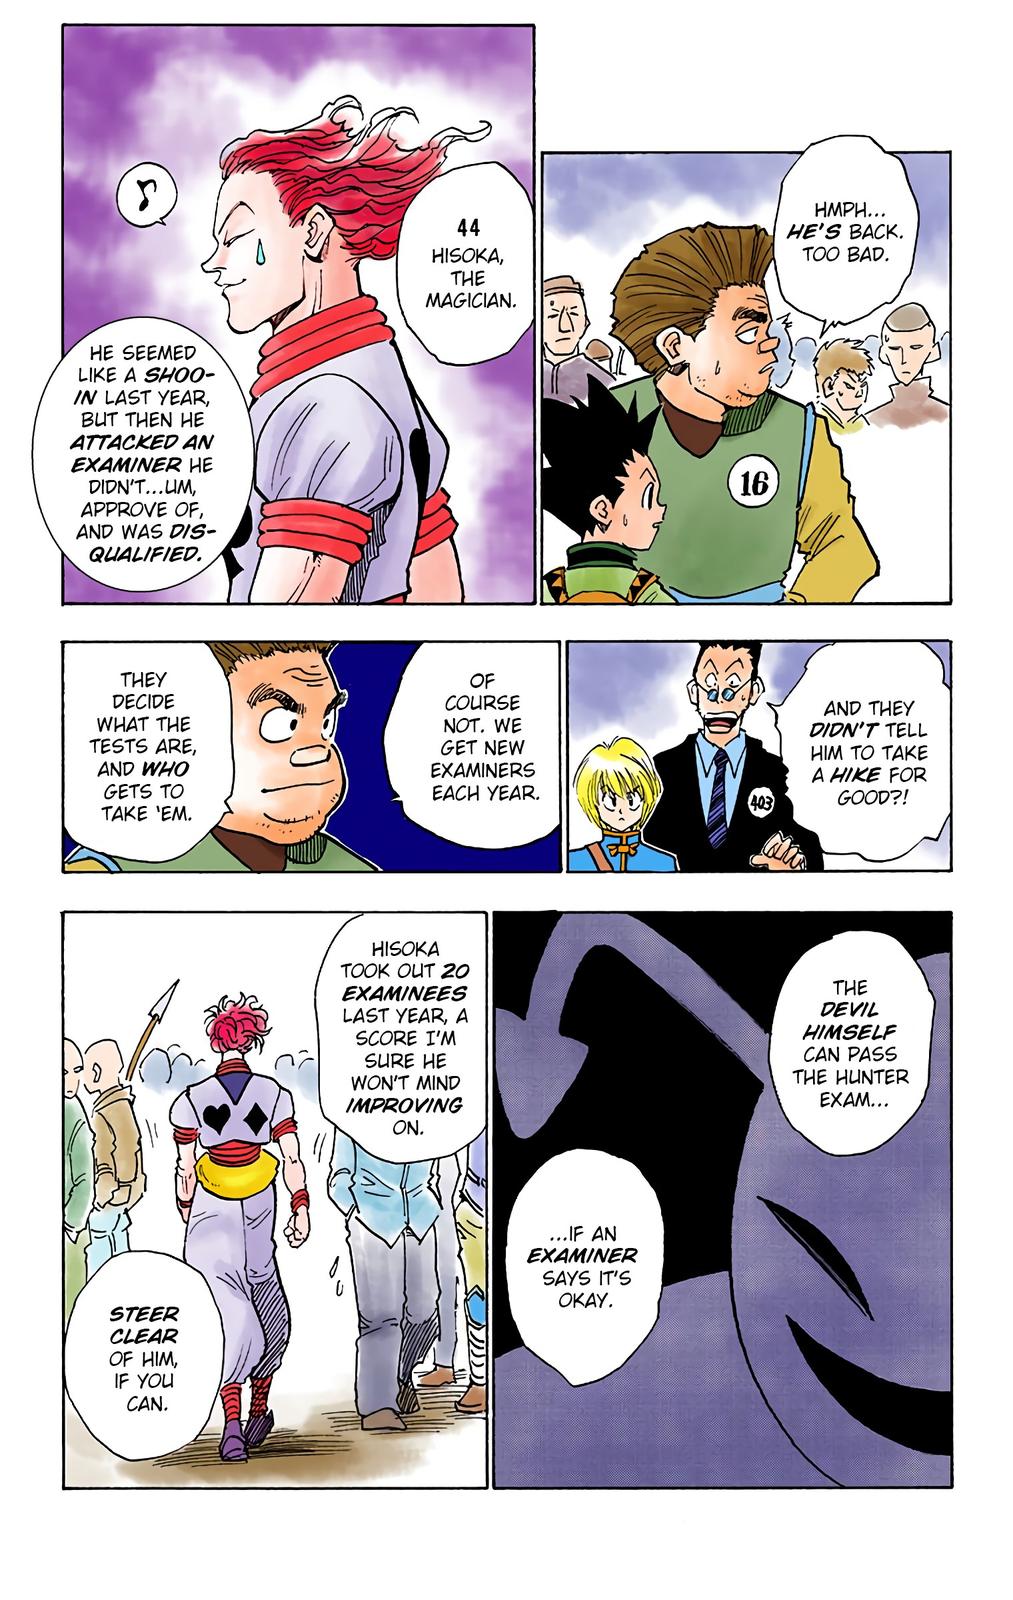 HMPH...
HE'S BACK.
TOO BAD.
16
44
HISOKA,
THE
MAGICIAN.
HE SEEMED
LIKE A SHOO-
IN LAST YEAR,
BUT THEN HE
ATTACKED AN
EXAMINER HE
DIDN'T...UM,
APPROVE OF,
AND WAS DIS-
QUALIFIED.
AND THEY
DIDN'T TELL
HIM TO TAKE
A HIKE FOR
GOOD?!
403
OF
COURSE
NOT. WE
GET NEW
EXAMINERS
EACH YEAR.
THEY
DECIDE
WHAT THE
TESTS ARE,
AND WHO
GETS TO
TAKE 'EM.
THE
DEVIL
HIMSELF
CAN PASS
THE HUNTER
EXAM...
...IF AN
EXAMINER
SAYS IT'S
OKAY.
HISOKA
TOOK OUT 20
EXAMINEES
LAST YEAR, A
SCORE I'M
SURE HE
WON'T MIND
IMPROVING
ON.
STEER
CLEAR
OF HIM,
IF YOU
CAN.